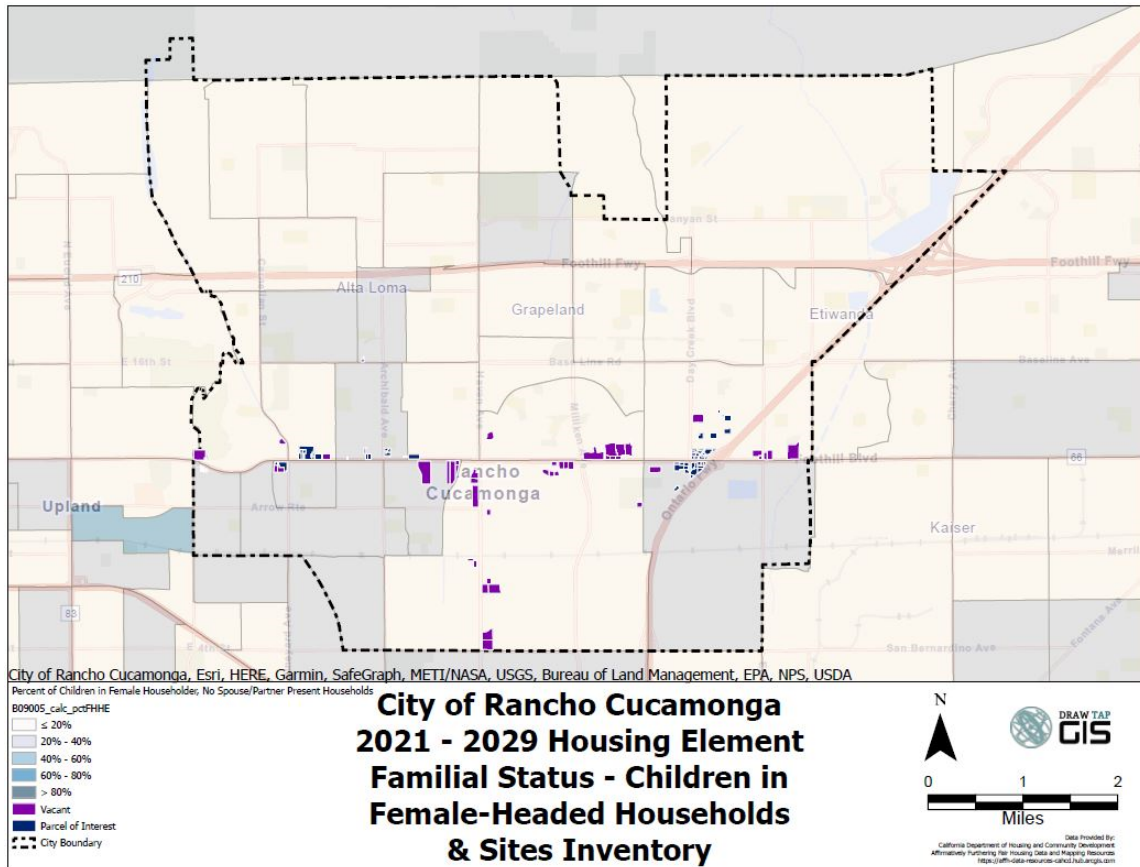 anyan St
Foothill Fwy
Foothill Fwy
210
Alta Loma
Grapeland
Etiwanda
Day Creek Blvd
Base Line Rd
Baseline Ave
Archibald Ave
Haven Ave
Cherry Ave
Foothill Blvd
66
Rancho
Cucamonga
Ontario Fwy
Upland
Arrow Rte
Kaiser
83
E 4th St
San Bernardino Ave
Fontana Ave
City of Rancho Cucamonga, Esri, HERE, Garmin, SafeGraph, METI/NASA, USGS, Bureau of Land Management, EPA, NPS, USDA
Percent of Children in Female Householder, No Spouse/Partner Present Households
B09005_calc_pctFHHE
≤ 20%
20% - 40%
40% - 60%
60% - 80%
> 80%
Vacant
Parcel of Interest
City Boundary
City of Rancho Cucamonga
2021 - 2029 Housing Element
Familial Status - Children in
Female-Headed Households
& Sites Inventory
N
DRAW TAP
GIS
0 1 2
Miles
Data Provided By:
California Department of Housing and Community Development
Affirmatively Furthering Fair Housing Data and Mapping Resources